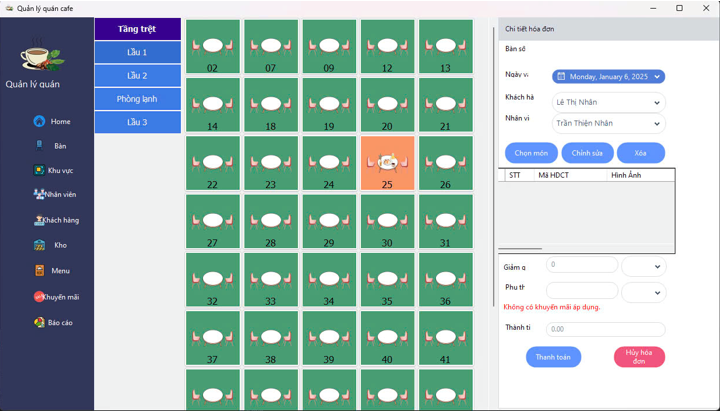 Quản lý quán cafe
Quản lý quán
Home
Bàn
Khu vực
Nhân viên
Khách hàng
Kho
Menu
Khuyến mãi
Báo cáo
Tầng trệt
Lầu 1
Lầu 2
Phòng lạnh
Lầu 3
02 07 09 12 13
14 18 19 20 21
22 23 24 25 26
27 28 29 30 31
32 33 34 35 36
37 38 39 40 41
Chi tiết hóa đơn
Bàn số
Ngày và Monday, January 6, 2025
Khách hà Lê Thị Nhân
Nhân vi Trần Thiện Nhân
Chọn món Chỉnh sửa Xóa
STT Mã HDCT Hình Ảnh
Giảm g 0
Phu th
Không có khuyến mãi áp dụng.
Thành ti 0,00
Thanh toán Hủy hóa
đơn